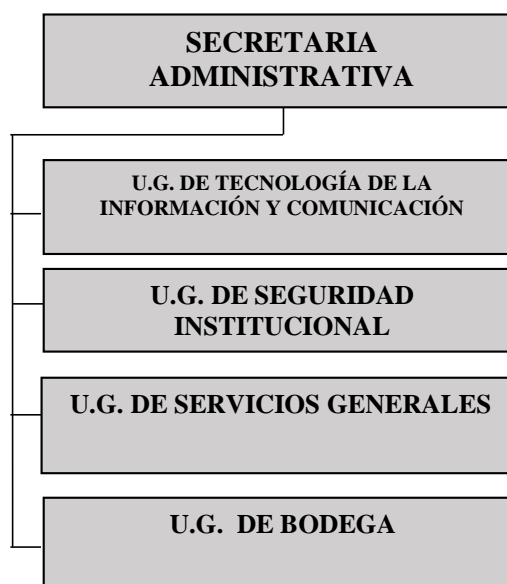 SECRETARIA
ADMINISTRATIVA
U.G. DE TECNOLOGÍA DE LA
INFORMACIÓN Y COMUNICACIÓN
U.G. DE SEGURIDAD
INSTITUCIONAL
U.G. DE SERVICIOS GENERALES
U.G. DE BODEGA